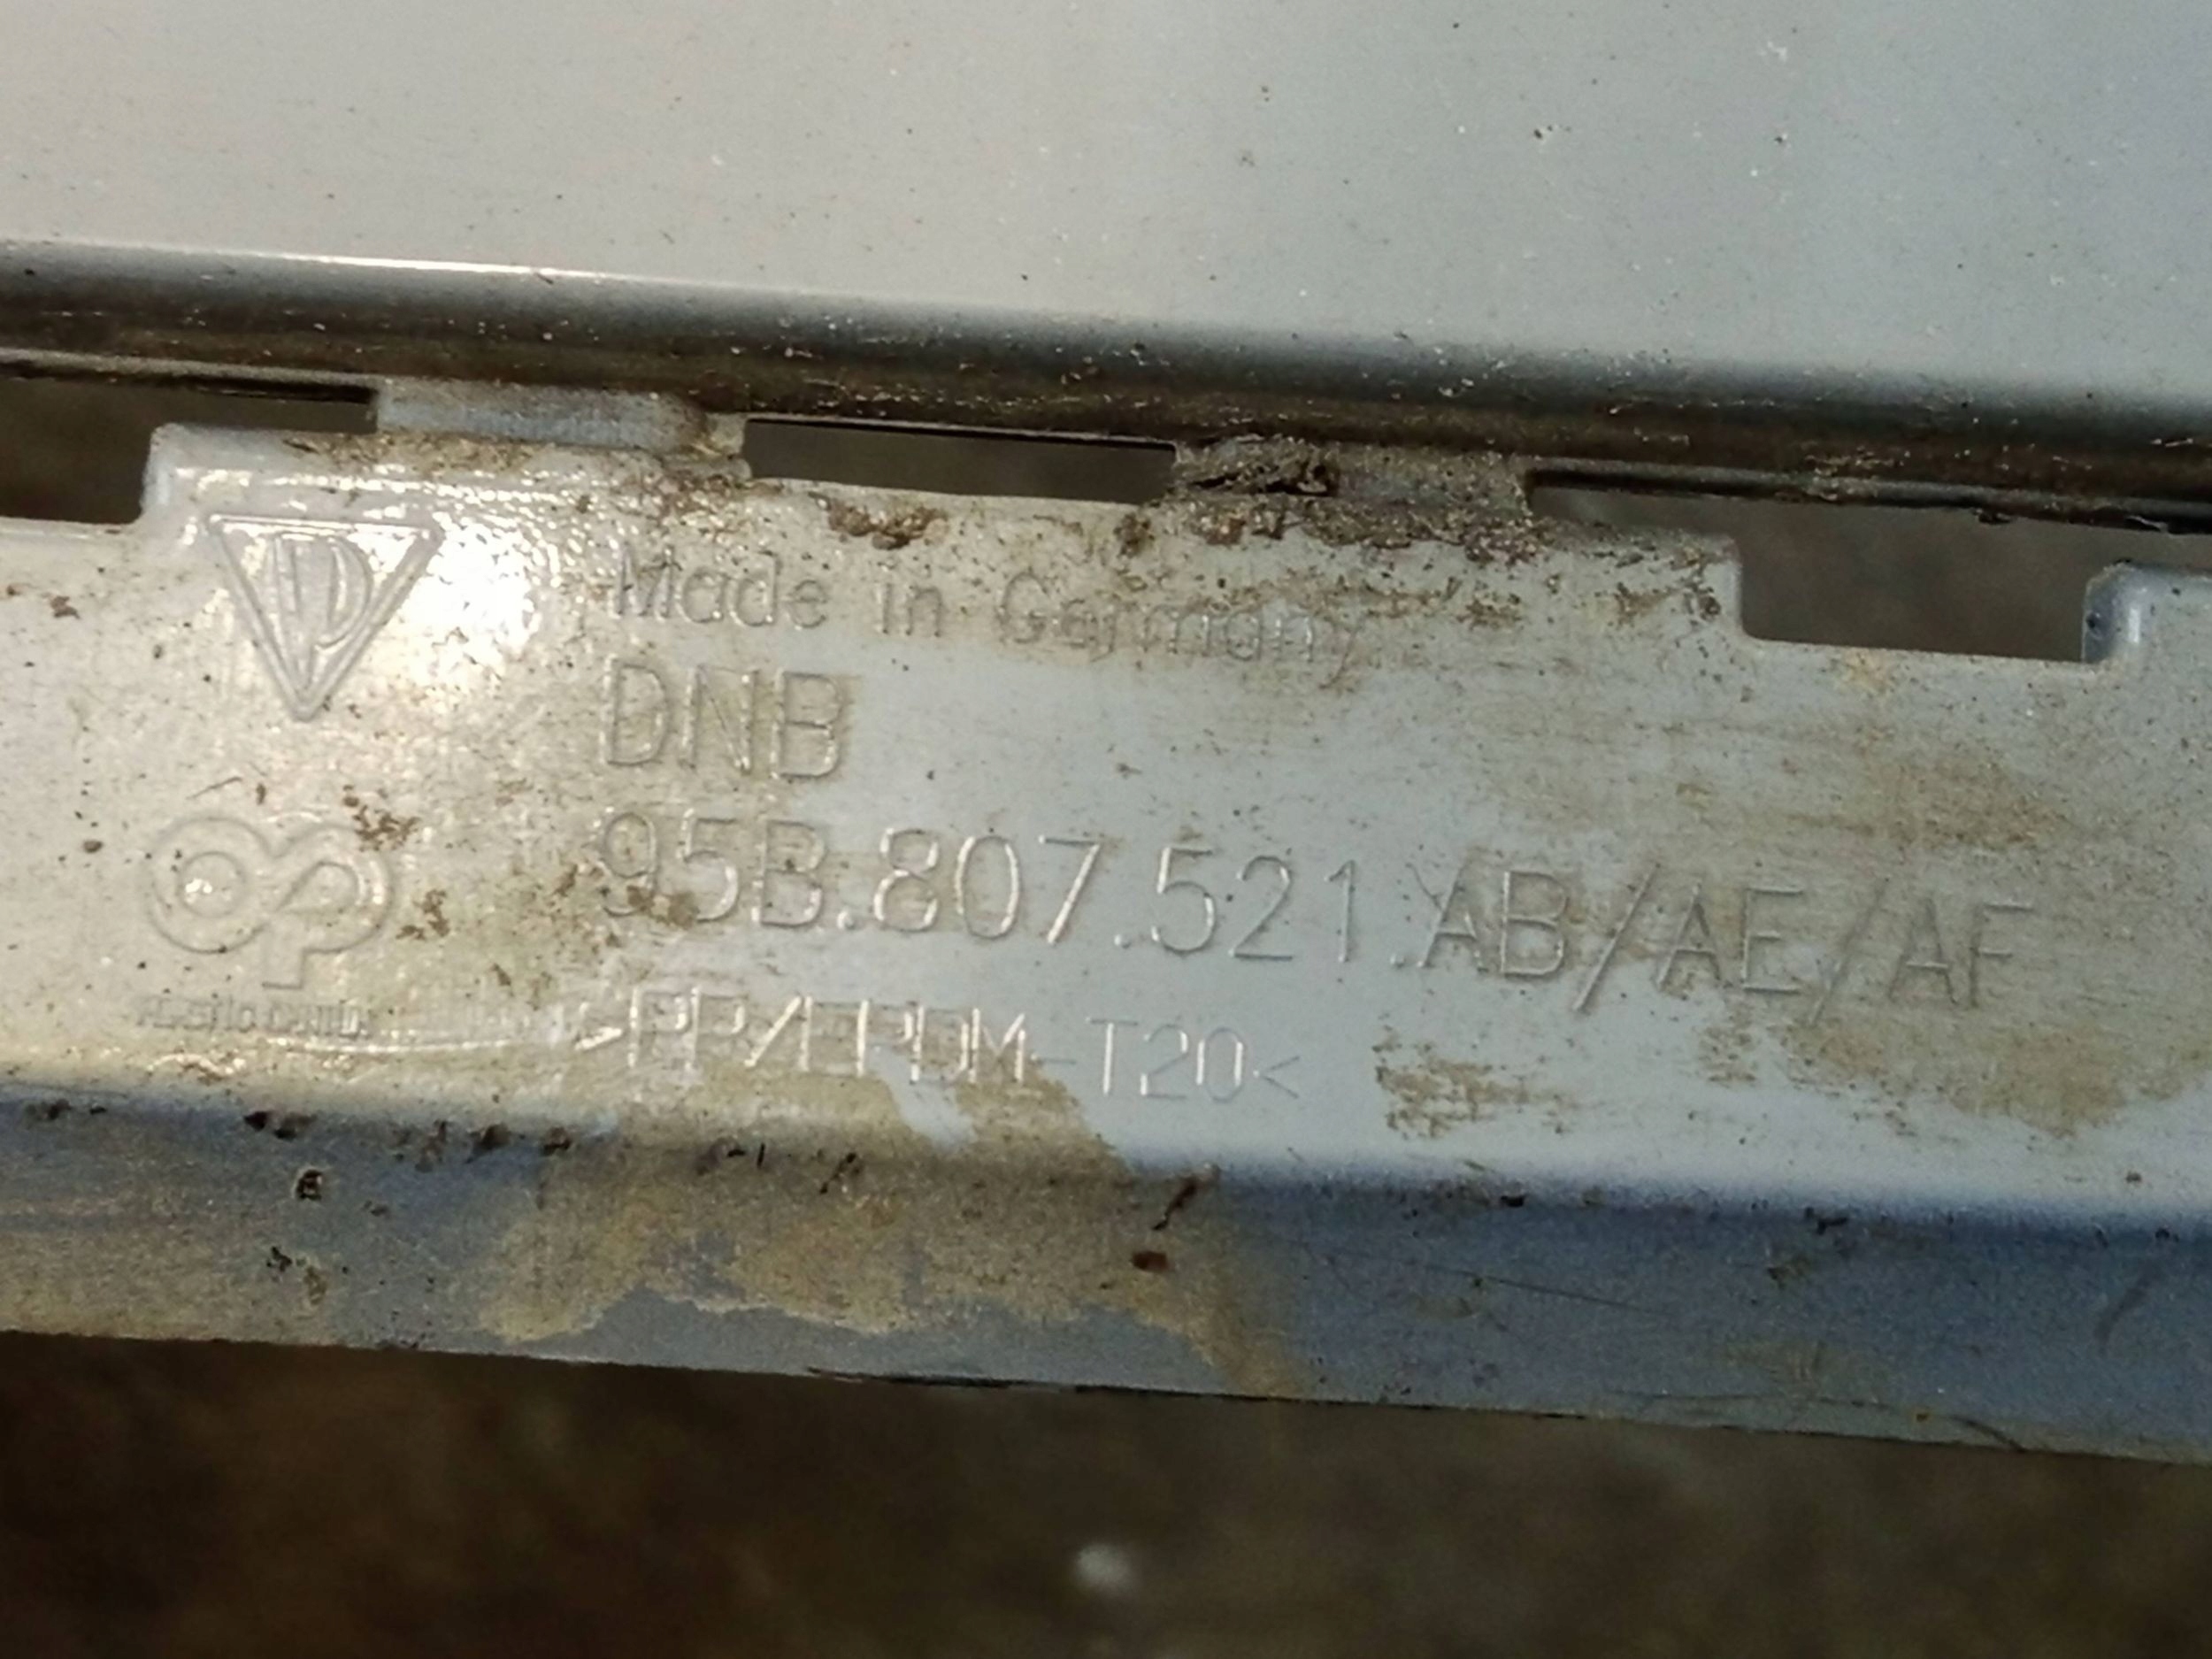 Made in Germany
DNB
95B.807.521.AB/AE/AF
>PP/EPDM-T20<